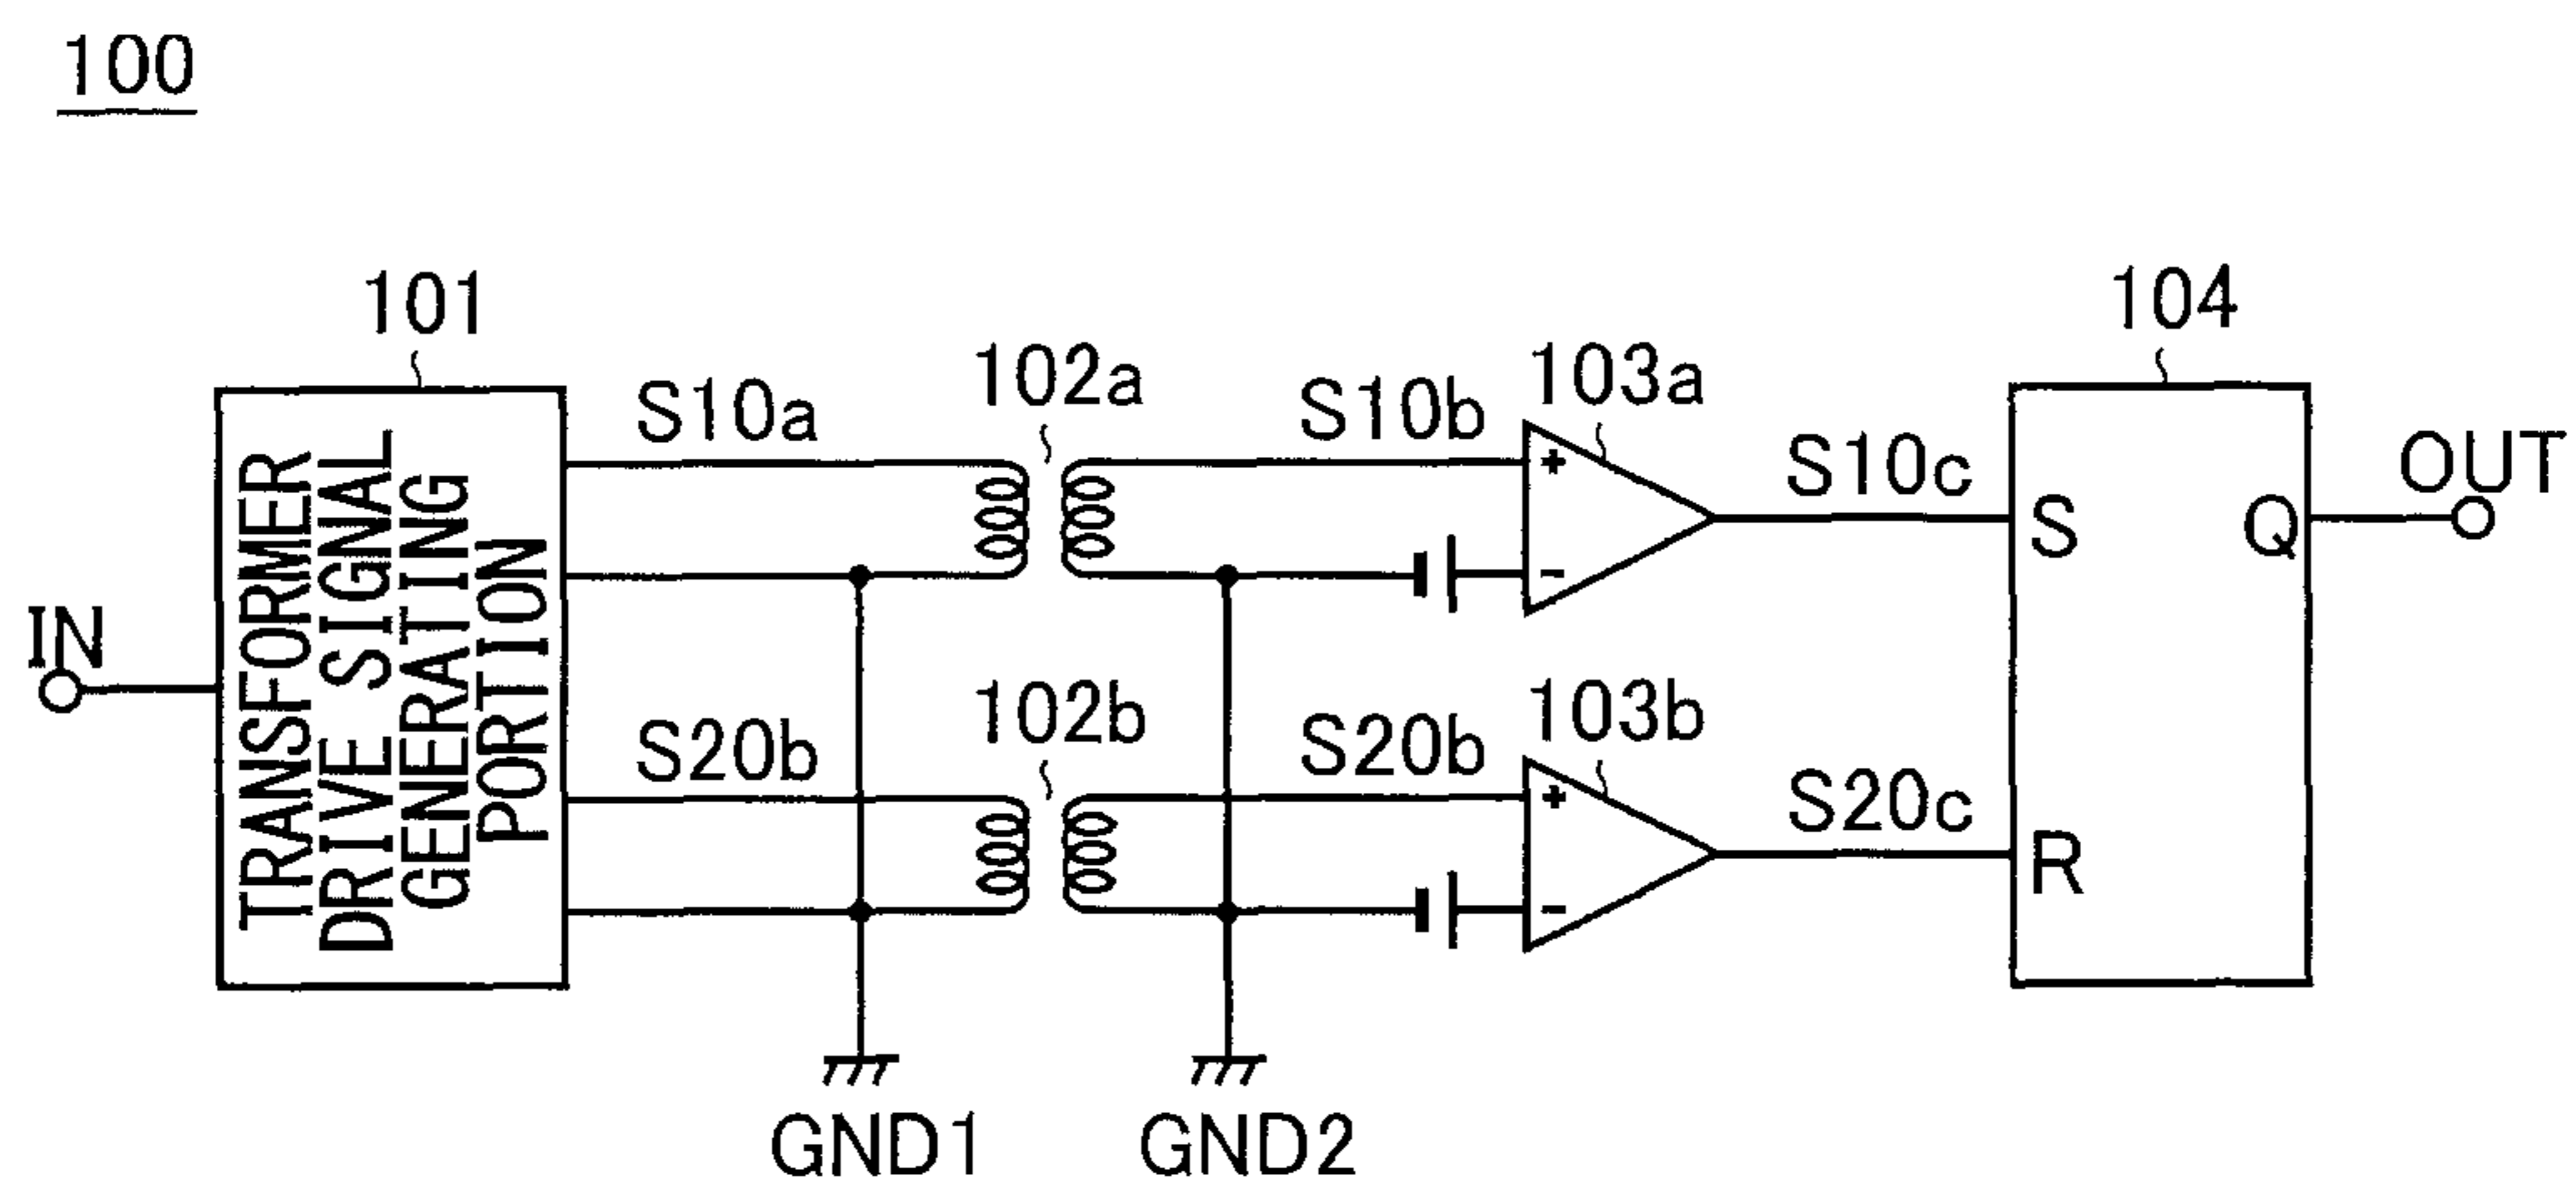 100
101
102a
103a
104
S10a
S10b
S10c
S
Q
OUT
IN
TRANSFORMER
DRIVE SIGNAL
GENERATING
PORTION
+
-
102b
103b
S20b
S20b
S20c
R
+
-
GND1
GND2